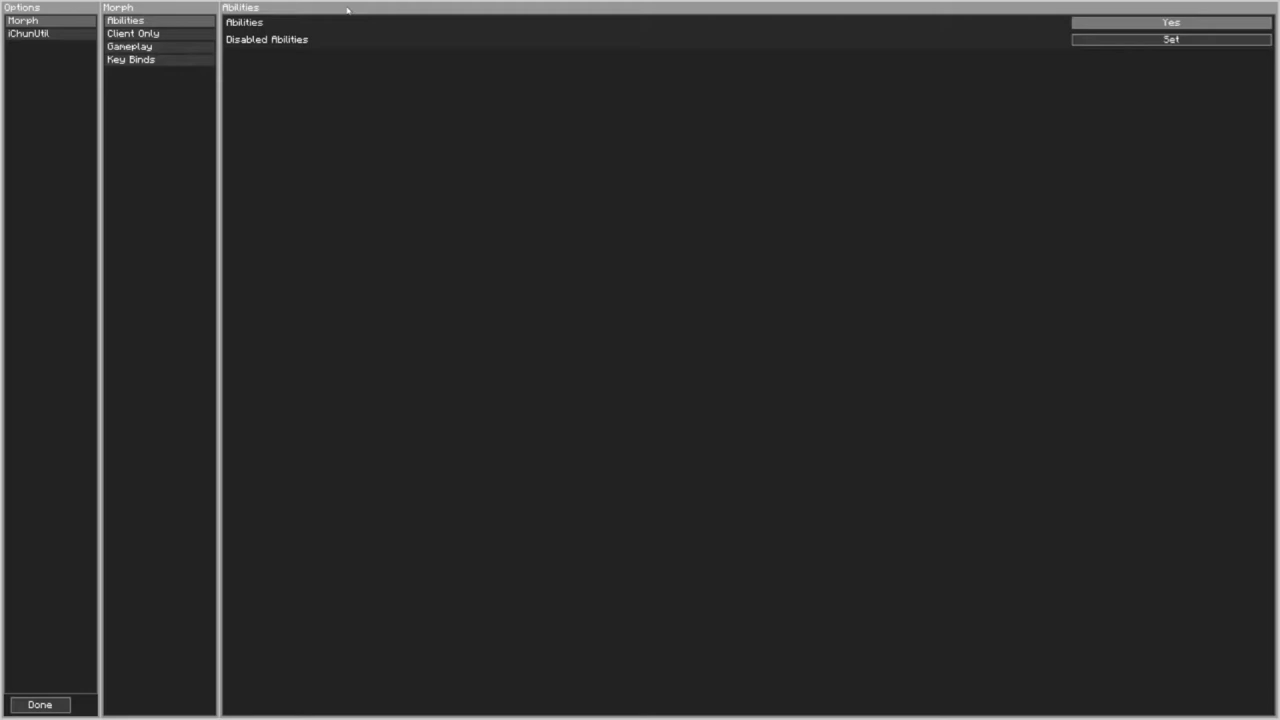 Options
Morph
iChunUtil
Done
Morph
Abilities
Client Only
Gameplay
Key Binds
Abilities
Abilities Yes
Disabled Abilities Set